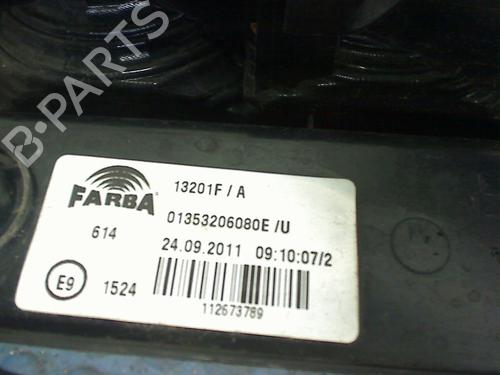 B-PARTS
FARBA
13201F / A
01353206080E /U
614
24.09.2011 09:10:07/2
E9
1524
112673789